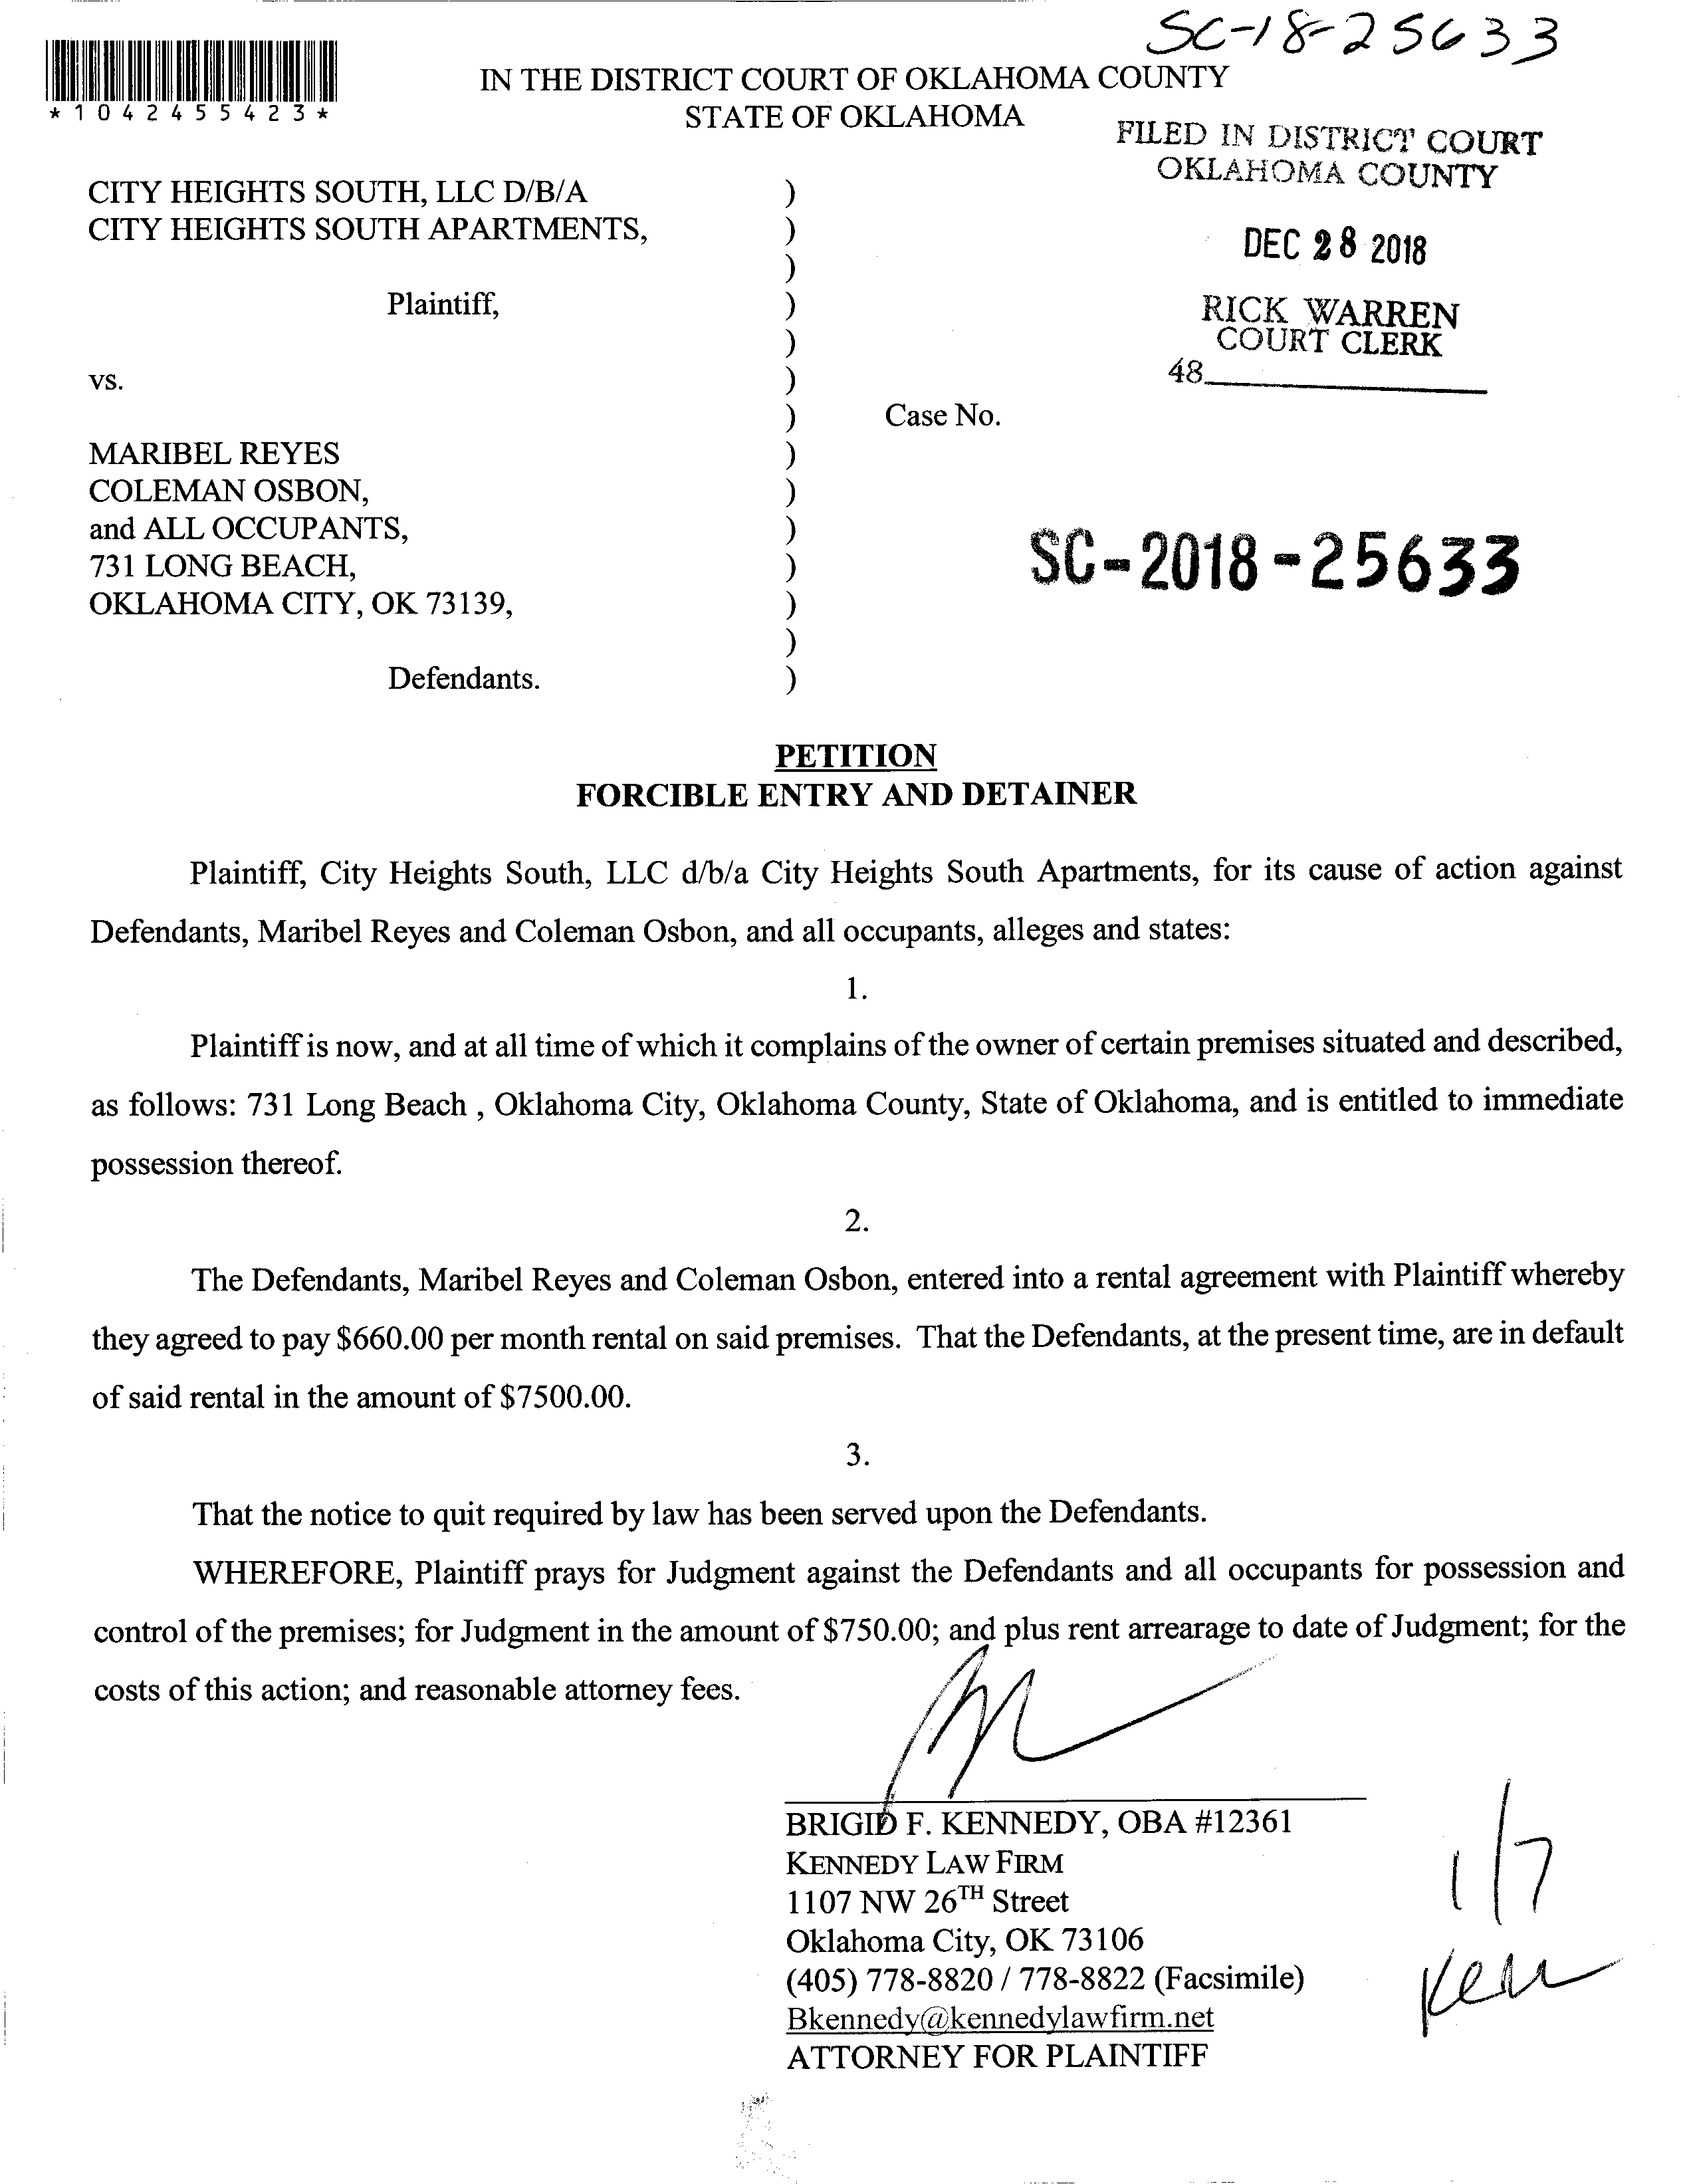 SC-18-25633
*1042455423*
IN THE DISTRICT COURT OF OKLAHOMA COUNTY
STATE OF OKLAHOMA
FILED IN DISTRICT COURT
OKLAHOMA COUNTY
DEC 28 2018
RICK WARREN
COURT CLERK
48
CITY HEIGHTS SOUTH, LLC D/B/A )
CITY HEIGHTS SOUTH APARTMENTS, )
)
Plaintiff, )
)
vs. )
) Case No.
MARIBEL REYES )
COLEMAN OSBON, )
and ALL OCCUPANTS, )
731 LONG BEACH, )
OKLAHOMA CITY, OK 73139, )
)
Defendants. )
SC-2018-25633
PETITION
FORCIBLE ENTRY AND DETAINER
Plaintiff, City Heights South, LLC d/b/a City Heights South Apartments, for its cause of action against
Defendants, Maribel Reyes and Coleman Osbon, and all occupants, alleges and states:
1.
Plaintiff is now, and at all time of which it complains of the owner of certain premises situated and described,
as follows: 731 Long Beach , Oklahoma City, Oklahoma County, State of Oklahoma, and is entitled to immediate
possession thereof.
2.
The Defendants, Maribel Reyes and Coleman Osbon, entered into a rental agreement with Plaintiff whereby
they agreed to pay $660.00 per month rental on said premises. That the Defendants, at the present time, are in default
of said rental in the amount of $7500.00.
3.
That the notice to quit required by law has been served upon the Defendants.
WHEREFORE, Plaintiff prays for Judgment against the Defendants and all occupants for possession and
control of the premises; for Judgment in the amount of $750.00; and plus rent arrearage to date of Judgment; for the
costs of this action; and reasonable attorney fees.
BRIGID F. KENNEDY, OBA #12361
KENNEDY LAW FIRM
1107 NW 26TH Street
Oklahoma City, OK 73106
(405) 778-8820 / 778-8822 (Facsimile)
Bkennedy@kennedylawfirm.net
ATTORNEY FOR PLAINTIFF
1/7